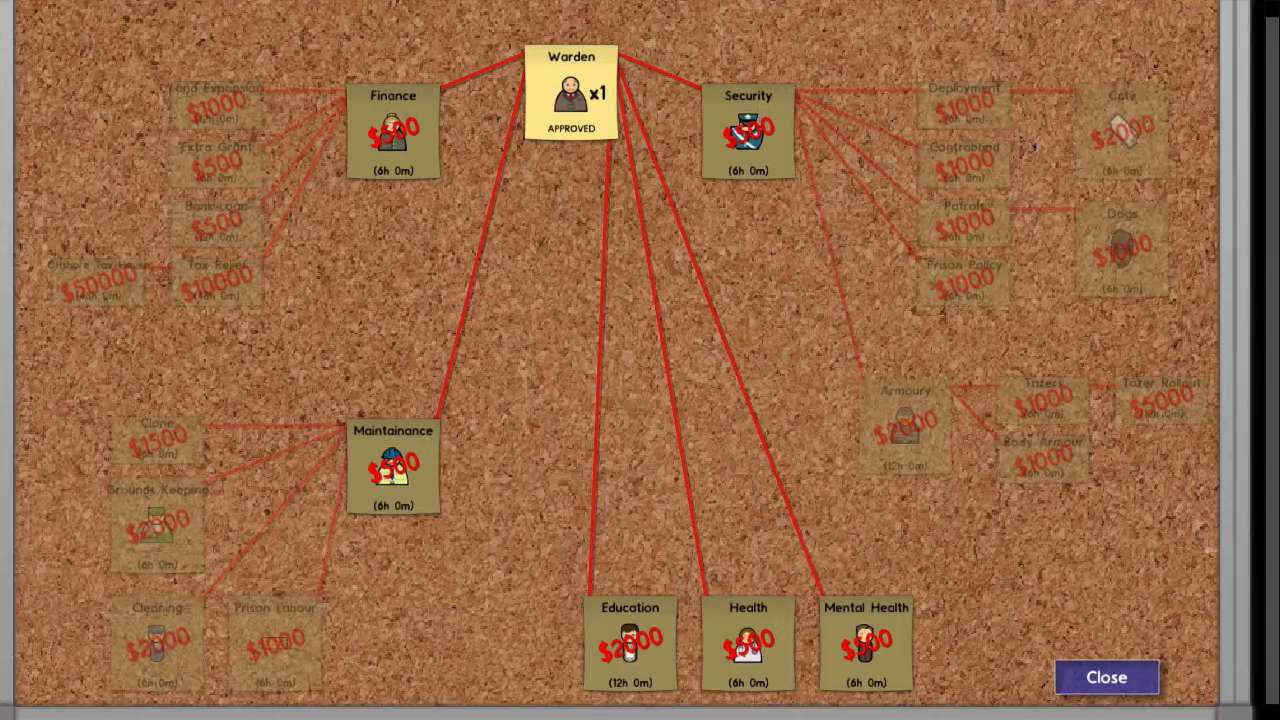 Warden
x1
APPROVED
Finance
$500
(6h 0m)
Security
$500
(6h 0m)
Land Expansion
$1000
Extra Grant
$500
Bank Loan
$500
Tax Relief
$10000
$50000
Deployment
$1000
Contraband
$1000
Patrols
$1000
Prison Policy
$1000
Cctv
$2000
(6h 0m)
Dogs
$1000
(6h 0m)
Armoury
$2000
(12h 0m)
Tazers
$1000
Tazer Rollout
$5000
Body Armour
$1000
Maintainance
$500
(6h 0m)
Clone
$1500
(6h 0m)
Grounds Keeping
$2000
(6h 0m)
Cleaning
$2000
(6h 0m)
Prison Labour
$1000
(6h 0m)
Education
$2000
(12h 0m)
Health
$500
(6h 0m)
Mental Health
$500
(6h 0m)
Close